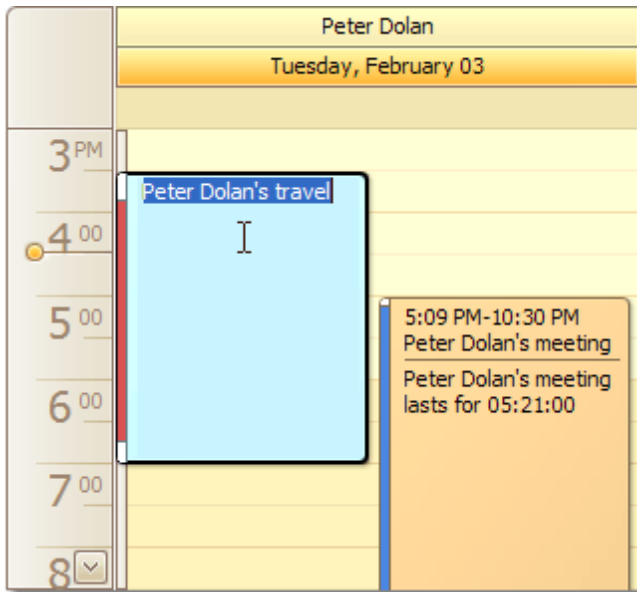 Peter Dolan
Tuesday, February 03
3 PM
Peter Dolan's travel
4 00
5 00
5:09 PM-10:30 PM
Peter Dolan's meeting
Peter Dolan's meeting
lasts for 05:21:00
6 00
7 00
8